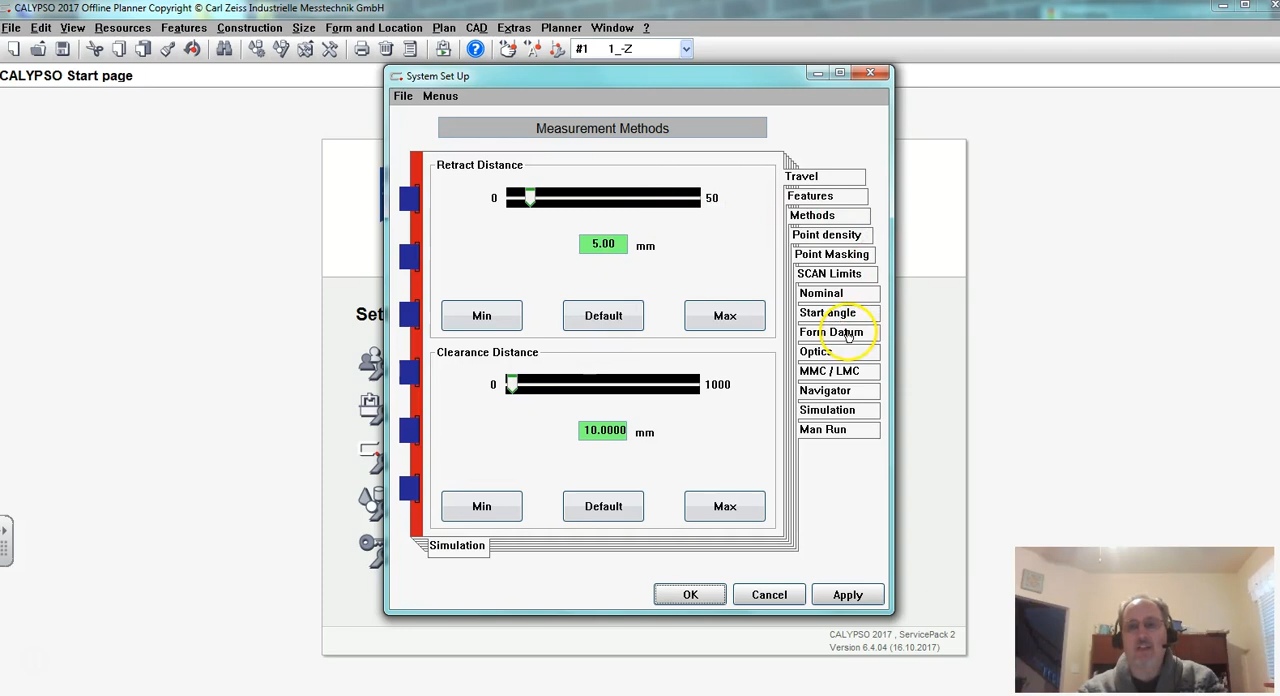 CALYPSO 2017 Offline Planner Copyright © Carl Zeiss Industrielle Messtechnik GmbH
File Edit View Resources Features Construction Size Form and Location Plan CAD Extras Planner Window ?
#1 1_-Z
CALYPSO Start page
System Set Up
File Menus
Measurement Methods
Retract Distance
0 50
5.00 mm
Min Default Max
Clearance Distance
0 1000
10.0000 mm
Min Default Max
Simulation
Travel
Features
Methods
Point density
Point Masking
SCAN Limits
Nominal
Start angle
Form Datum
Optics
MMC / LMC
Navigator
Simulation
Man Run
OK Cancel Apply
Set
CALYPSO 2017 , ServicePack 2
Version 6.4.04 (16.10.2017)